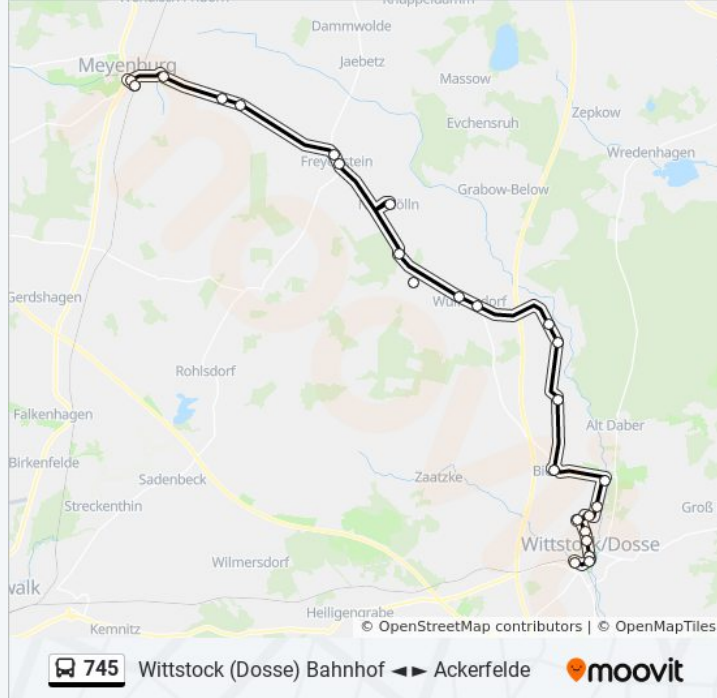 Dammwolde
Meyenburg
Jaebetz
Massow
Zepkow
Evchensruh
Wredenhagen
Grabow-Below
Gerdshagen
Rohlsdorf
Falkenhagen
Alt Daber
Birkenfelde
Zaatzke
Sadenbeck
Streckenthin
Groß
Wittstock/Dosse
Wilmersdorf
walk
Heiligengrabe
Kemnitz
© OpenStreetMap contributors | © OpenMapTiles
745 Wittstock (Dosse) Bahnhof ◄► Ackerfelde moovit